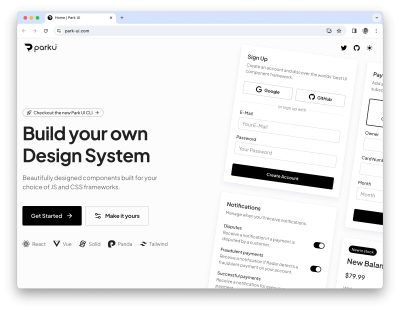 Home | Park UI
park-ui.com
parkui
Checkout the new Park UI CLI
Build your own
Design System
Beautifully designed components built for your
choice of JS and CSS frameworks.
Get Started
Make it yours
React
Vue
Solid
Panda
Tailwind
Sign Up
Create an account and discover the worlds' best UI
component framework.
Google
GitHub
or sign up with
E-Mail
Your E-Mail
Password
Your Password
Create Account
Notifications
Manage when you'll receive notifications.
Disputes
Receive a notification if a payment is
disputed by a customer.
Fraudulent payments
Receive a notification if Radar detects a
fraudulent payment on your account.
Successful payments
Receive a notification for
Pay
Owner
Card Numb
Month
Month
New in stock
New Balan
$79.99